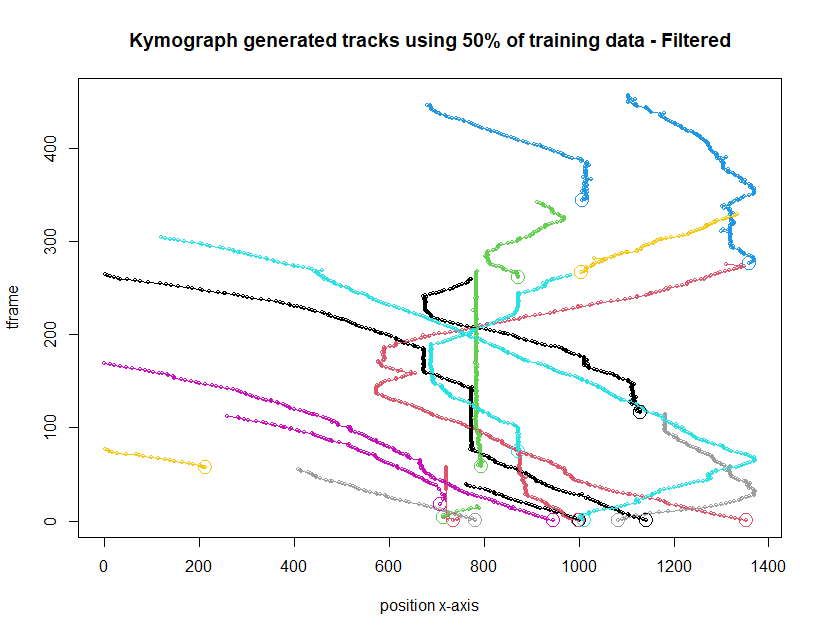 Kymograph generated tracks using 50% of training data - Filtered
400
300
200
100
0
tframe
0 200 400 600 800 1000 1200 1400
position x-axis